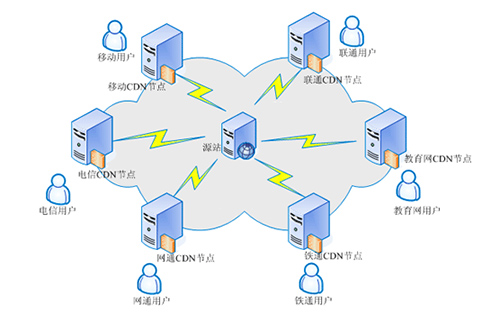 移动用户
联通用户
移动CDN节点
联通CDN节点
源站
电信CDN节点
教育网CDN节点
电信用户
教育网用户
网通CDN节点
铁通CDN节点
网通用户
铁通用户